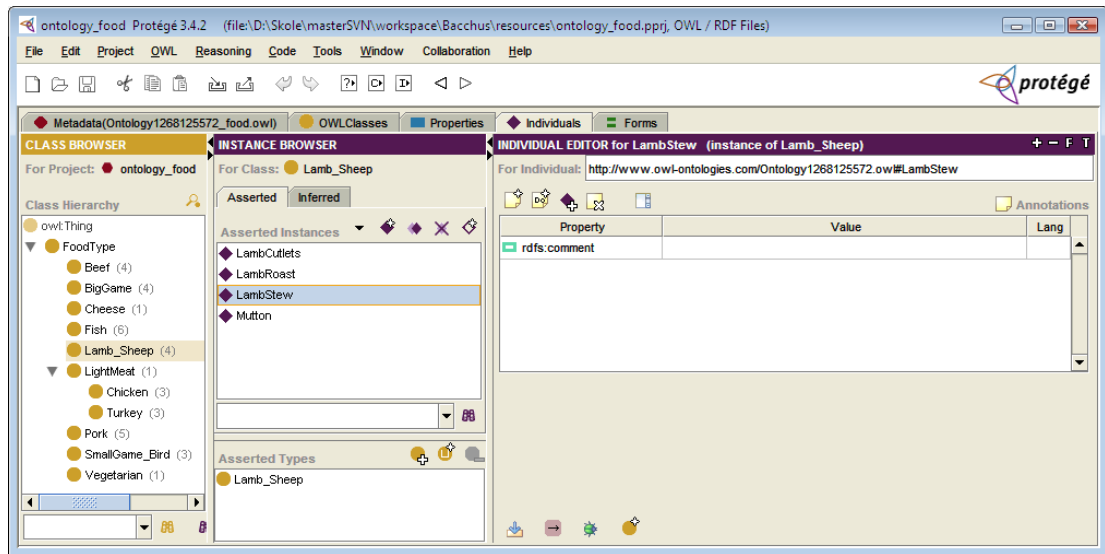 ontology_food Protégé 3.4.2 (file:\D:\Skole\masterSVN\workspace\Bacchus\resources\ontology_food.pprj, OWL / RDF Files)
File Edit Project OWL Reasoning Code Tools Window Collaboration Help
protégé
Metadata(Ontology1268125572_food.owl) OWLClasses Properties Individuals Forms
CLASS BROWSER
For Project: ontology_food
Class Hierarchy
owl:Thing
FoodType
Beef (4)
BigGame (4)
Cheese (1)
Fish (6)
Lamb_Sheep (4)
LightMeat (1)
Chicken (3)
Turkey (3)
Pork (5)
SmallGame_Bird (3)
Vegetarian (1)
INSTANCE BROWSER
For Class: Lamb_Sheep
Asserted Inferred
Asserted Instances
LambCutlets
LambRoast
LambStew
Mutton
Asserted Types
Lamb_Sheep
INDIVIDUAL EDITOR for LambStew (instance of Lamb_Sheep) + − F T
For Individual: http://www.owl-ontologies.com/Ontology1268125572.owl#LambStew
Annotations
Property Value Lang
rdfs:comment